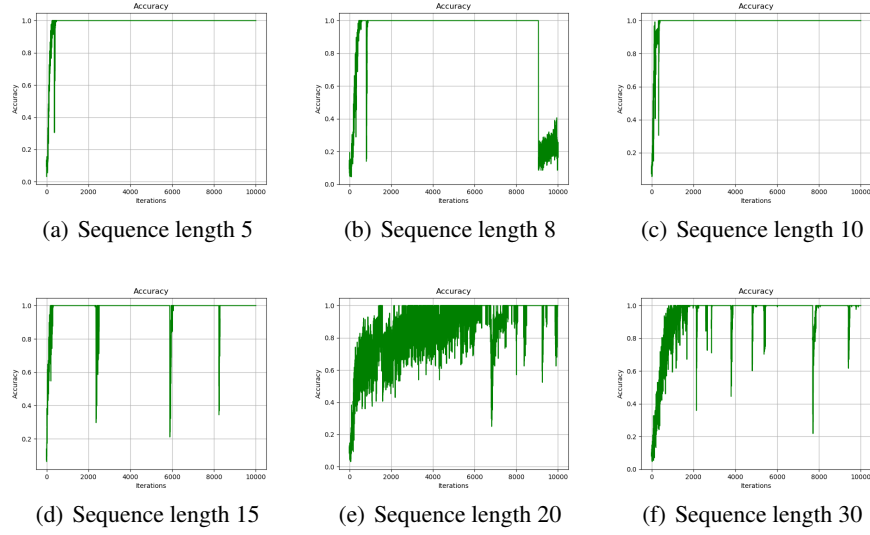 Accuracy
1.0
0.8
0.6
0.4
0.2
0.0
Accuracy
0
2000
4000
6000
8000
10000
Iterations
(a) Sequence length 5
Accuracy
1.0
0.8
0.6
0.4
0.2
0.0
Accuracy
0
2000
4000
6000
8000
10000
Iterations
(b) Sequence length 8
Accuracy
1.0
0.8
0.6
0.4
0.2
Accuracy
0
2000
4000
6000
8000
10000
Iterations
(c) Sequence length 10
Accuracy
1.0
0.8
0.6
0.4
0.2
Accuracy
0
2000
4000
6000
8000
10000
Iterations
(d) Sequence length 15
Accuracy
1.0
0.8
0.6
0.4
0.2
0.0
Accuracy
0
2000
4000
6000
8000
10000
Iterations
(e) Sequence length 20
Accuracy
1.0
0.8
0.6
0.4
0.2
0.0
Accuracy
0
2000
4000
6000
8000
10000
Iterations
(f) Sequence length 30